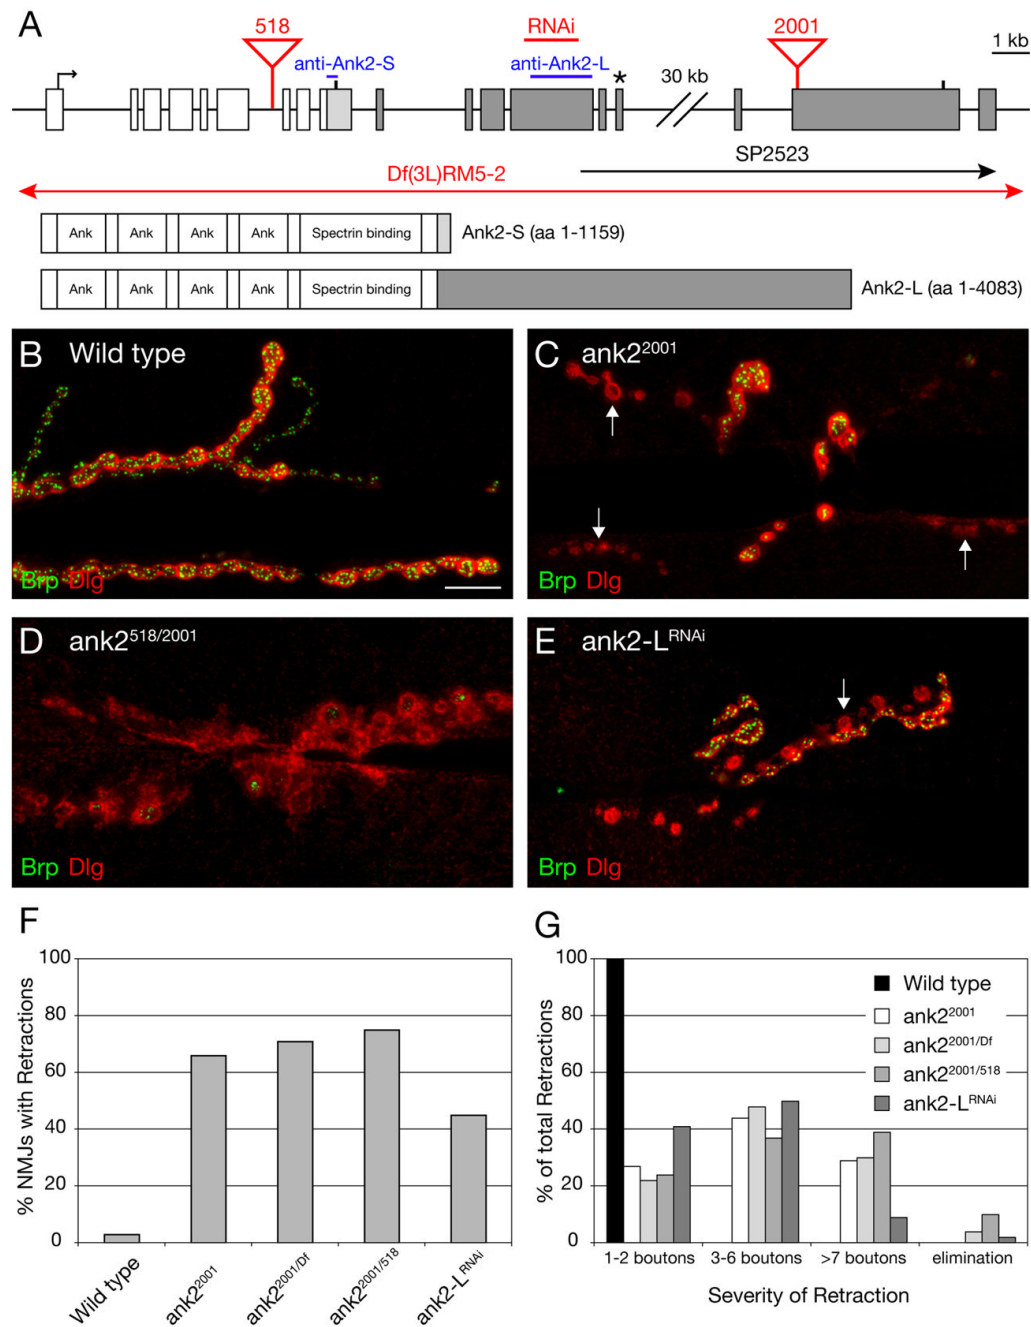 A
518
RNAi
2001
1 kb
anti-Ank2-S
anti-Ank2-L
*
30 kb
SP2523
Df(3L)RM5-2
Ank Ank Ank Ank Spectrin binding Ank2-S (aa 1-1159)
Ank Ank Ank Ank Spectrin binding Ank2-L (aa 1-4083)
B Wild type
Brp Dlg
C ank2^2001
Brp Dlg
D ank2^518/2001
Brp Dlg
E ank2-L^RNAi
Brp Dlg
F
% NMJs with Retractions
100
80
60
40
20
0
Wild type
ank2^2001
ank2^2001/Df
ank2^2001/518
ank2-L^RNAi
G
% of total Retractions
100
80
60
40
20
0
Wild type
ank2^2001
ank2^2001/Df
ank2^2001/518
ank2-L^RNAi
1-2 boutons
3-6 boutons
>7 boutons
elimination
Severity of Retraction